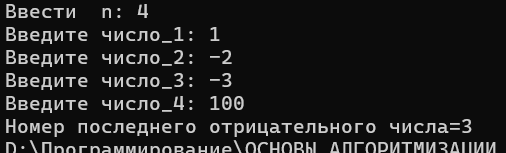 Ввести  n: 4
Введите число_1: 1
Введите число_2: -2
Введите число_3: -3
Введите число_4: 100
Номер последнего отрицательного числа=3
D:\Программирование\ОСНОВЫ АЛГОРИТМИЗАЦИИ